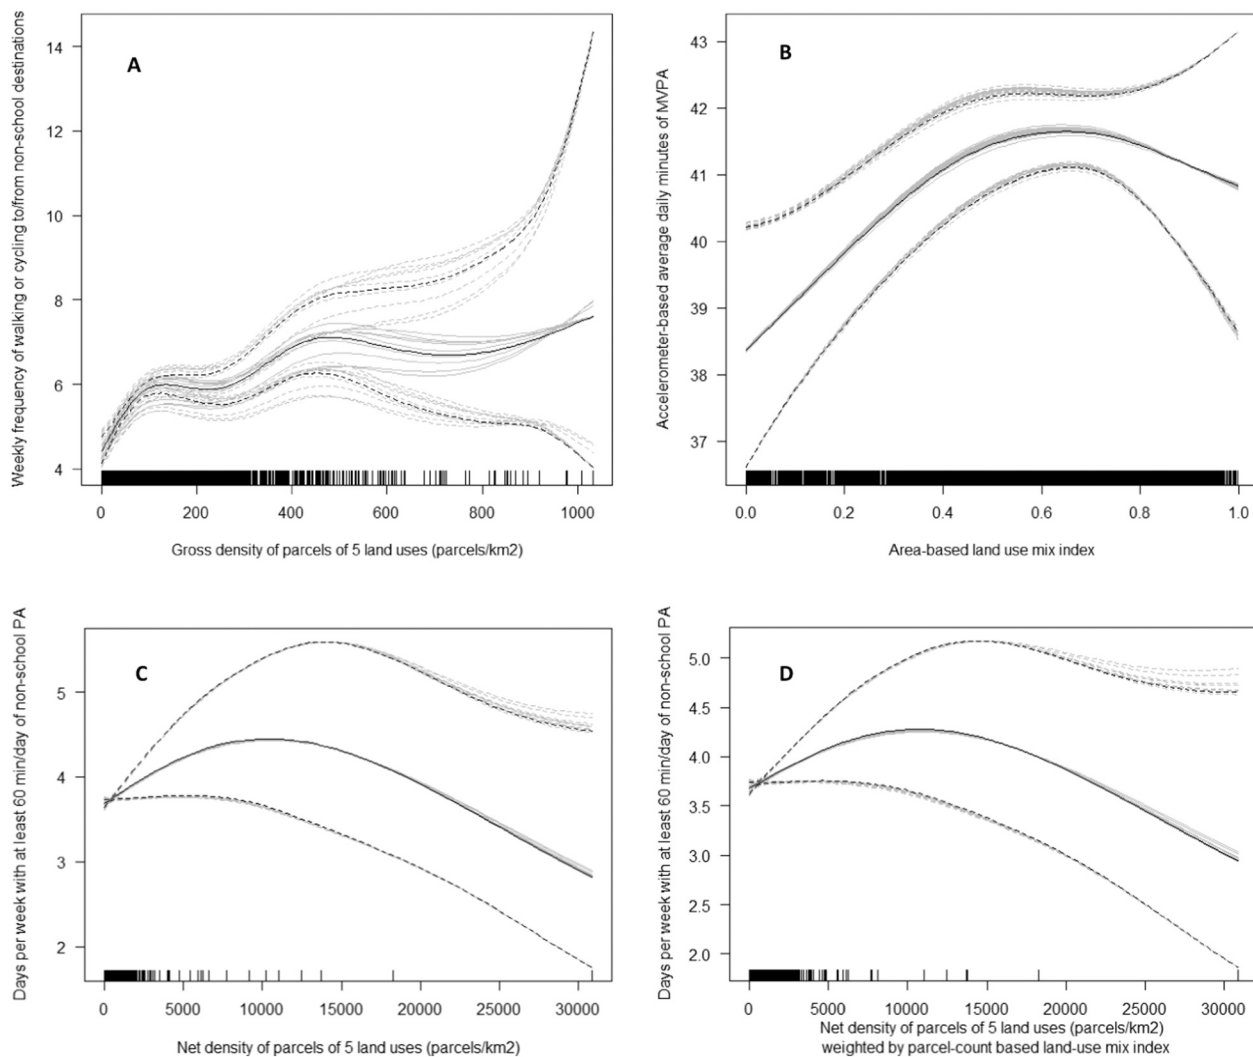 A
Weekly frequency of walking or cycling to/from non-school destinations
14
12
10
8
6
4
0 200 400 600 800 1000
Gross density of parcels of 5 land uses (parcels/km2)
B
Accelerometer-based average daily minutes of MVPA
43
42
41
40
39
38
37
0.0 0.2 0.4 0.6 0.8 1.0
Area-based land use mix index
C
Days per week with at least 60 min/day of non-school PA
5
4
3
2
0 5000 10000 15000 20000 25000 30000
Net density of parcels of 5 land uses (parcels/km2)
D
Days per week with at least 60 min/day of non-school PA
5.0
4.5
4.0
3.5
3.0
2.5
2.0
0 5000 10000 15000 20000 25000 30000
Net density of parcels of 5 land uses (parcels/km2)
weighted by parcel-count based land-use mix index